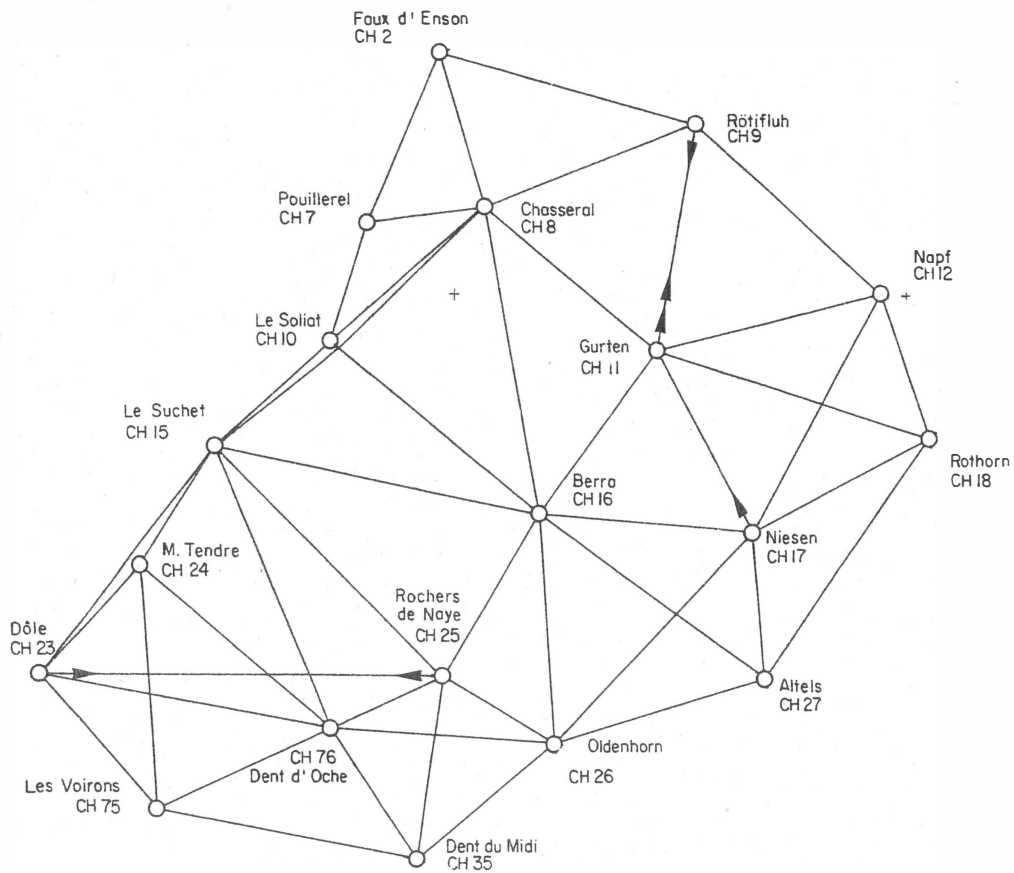 Faux d' Enson
CH 2
Rötifluh
CH 9
Pouillerel
CH 7
Chasseral
CH 8
Napf
CH 12
Le Soliat
CH 10
Gurten
CH 11
Le Suchet
CH 15
Rothorn
CH 18
Berra
CH 16
Niesen
CH 17
M. Tendre
CH 24
Rochers
de Naye
CH 25
Dôle
CH 23
Altels
CH 27
Oldenhorn
CH 26
CH 76
Dent d' Oche
Les Voirons
CH 75
Dent du Midi
CH 35